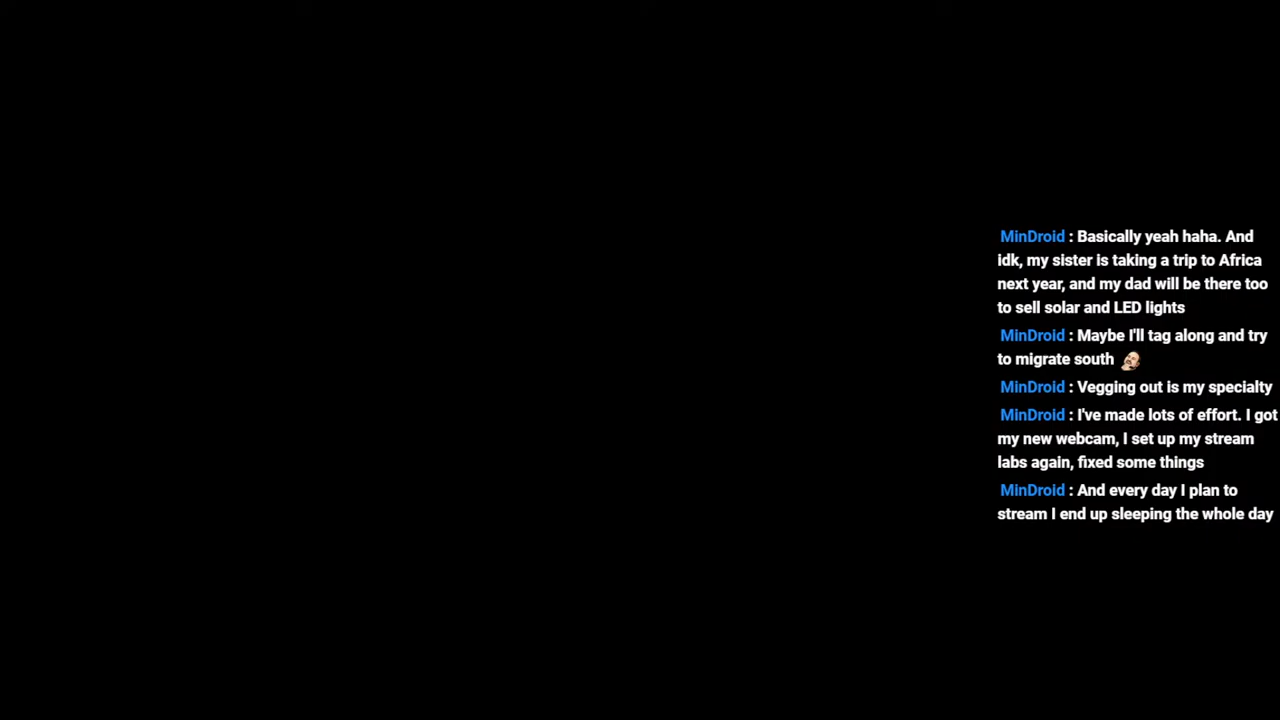 MinDroid : Basically yeah haha. And
idk, my sister is taking a trip to Africa
next year, and my dad will be there too
to sell solar and LED lights
MinDroid : Maybe I'll tag along and try
to migrate south
MinDroid : Vegging out is my specialty
MinDroid : I've made lots of effort. I got
my new webcam, I set up my stream
labs again, fixed some things
MinDroid : And every day I plan to
stream I end up sleeping the whole day